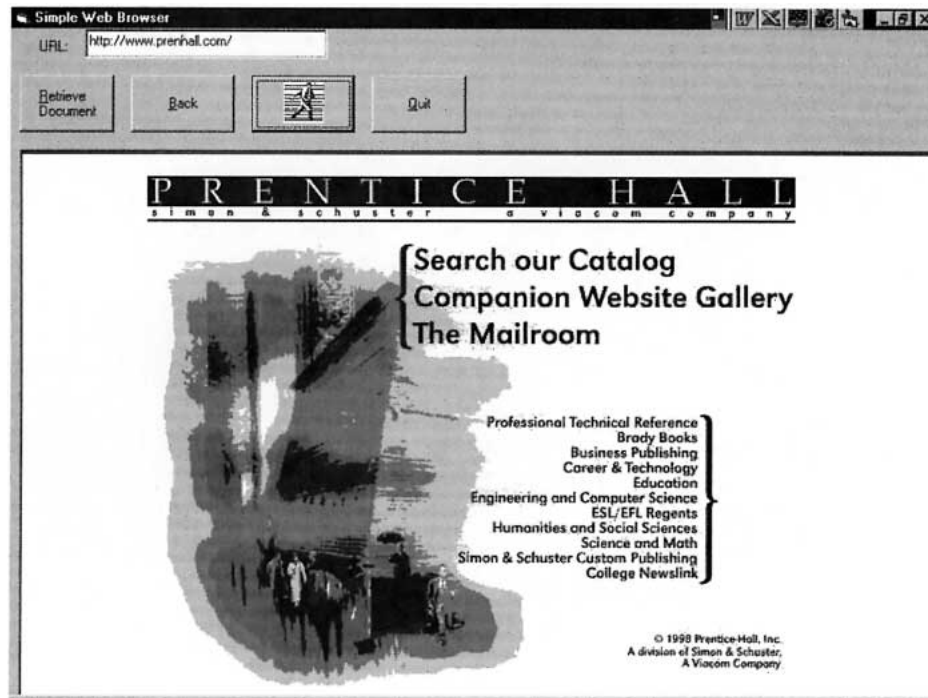 Simple Web Browser
URL: http://www.prenhall.com/
Retrieve
Document
Back
Quit
PRENTICE HALL
simon & schuster a viacom company
Search our Catalog
Companion Website Gallery
The Mailroom
Professional Technical Reference
Brady Books
Business Publishing
Career & Technology
Education
Engineering and Computer Science
ESL/EFL Regents
Humanities and Social Sciences
Science and Math
Simon & Schuster Custom Publishing
College Newslink
© 1998 Prentice-Hall, Inc.
A division of Simon & Schuster,
A Viacom Company